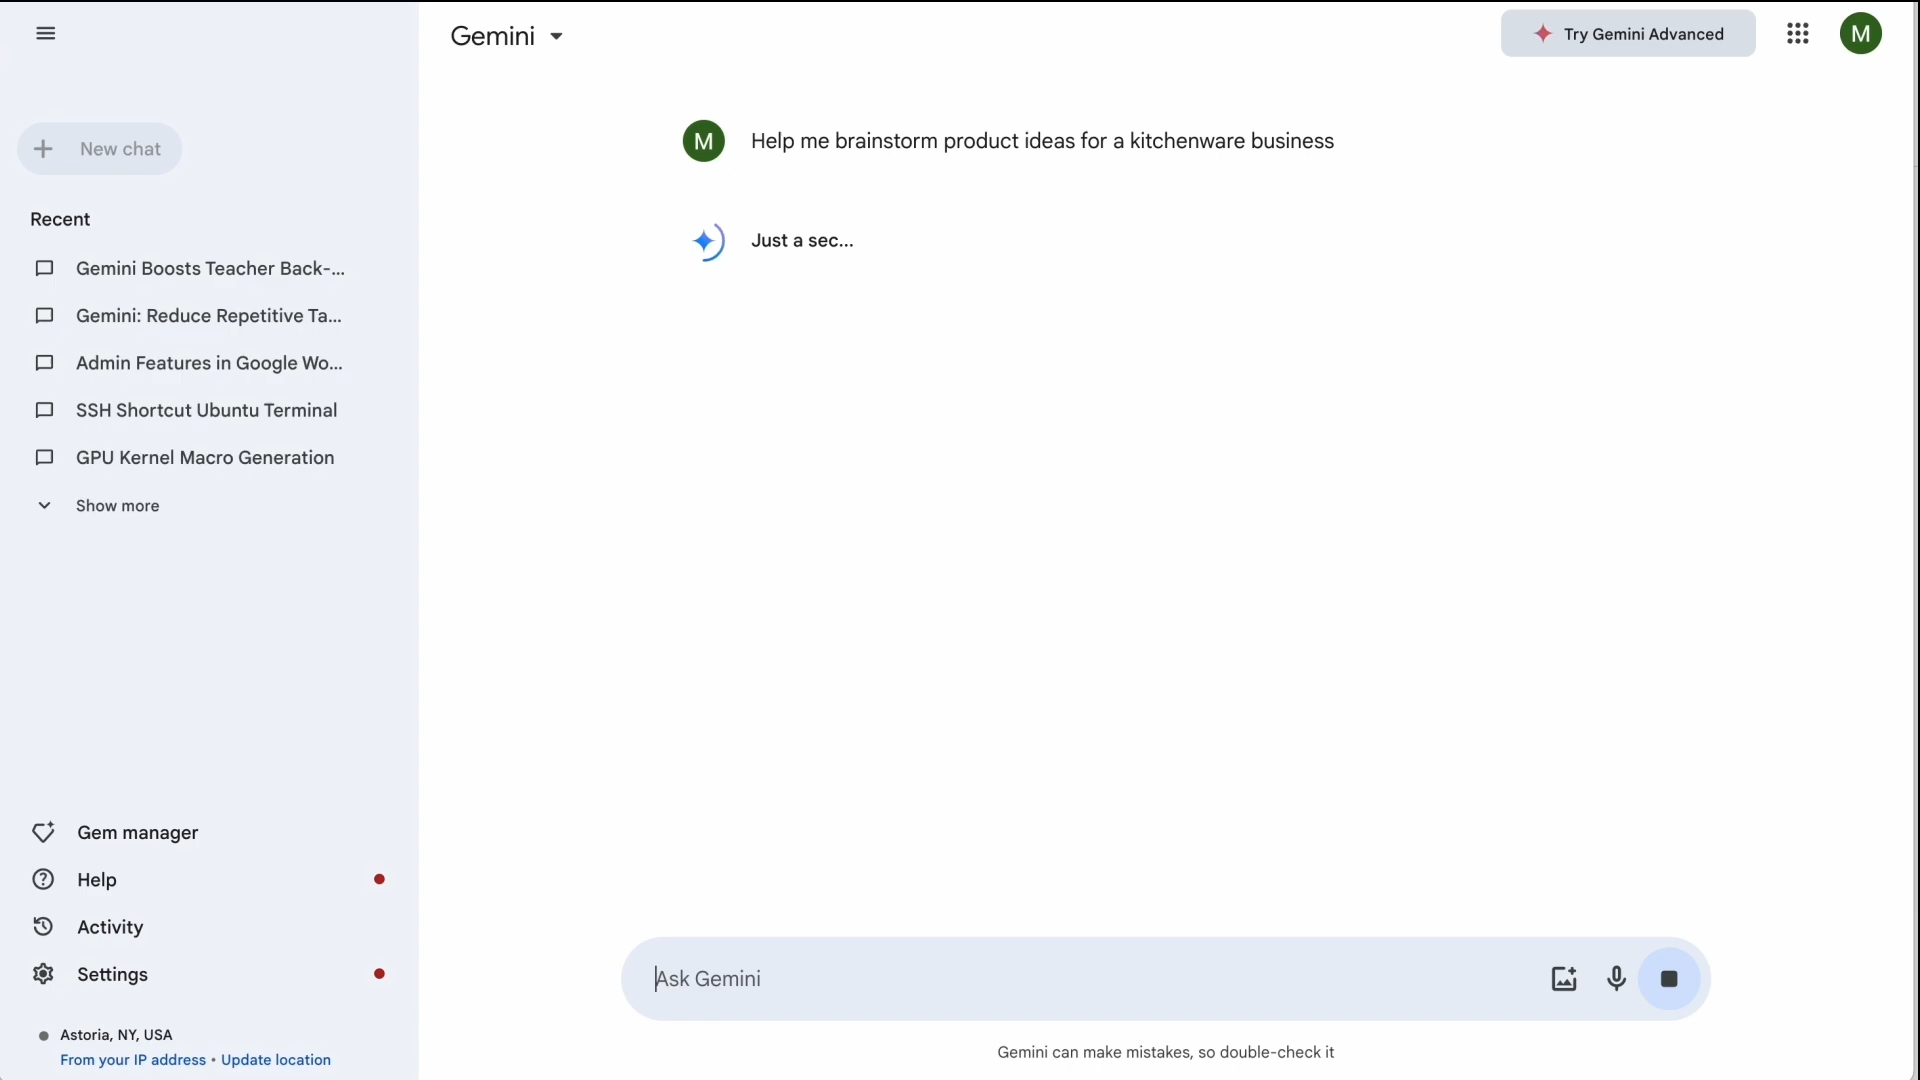 Gemini
Try Gemini Advanced
M
New chat
Recent
Gemini Boosts Teacher Back-...
Gemini: Reduce Repetitive Ta...
Admin Features in Google Wo...
SSH Shortcut Ubuntu Terminal
GPU Kernel Macro Generation
Show more
Gem manager
Help
Activity
Settings
Astoria, NY, USA
From your IP address • Update location
M
Help me brainstorm product ideas for a kitchenware business
Just a sec...
Ask Gemini
Gemini can make mistakes, so double-check it